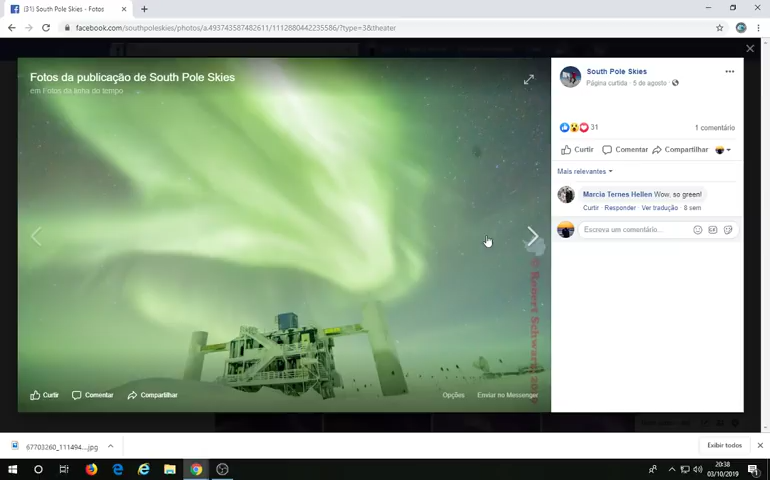 (31) South Pole Skies - Fotos
facebook.com/southpoleskies/photos/a.493743587482611/1112880442235586/?type=3&theater
Fotos da publicação de South Pole Skies
em Fotos da linha do tempo
South Pole Skies
Página curtida · 5 de agosto ·
31
1 comentário
Curtir
Comentar
Compartilhar
Mais relevantes
Marcia Ternes Hellen Wow, so green!
Curtir · Responder · Ver tradução · 8 sem
Escreva um comentário...
GIF
© Robert Schwarz
Curtir
Comentar
Compartilhar
Opções
Enviar no Messenger
67703260_111494....jpg
Exibir todos
20:38
03/10/2019